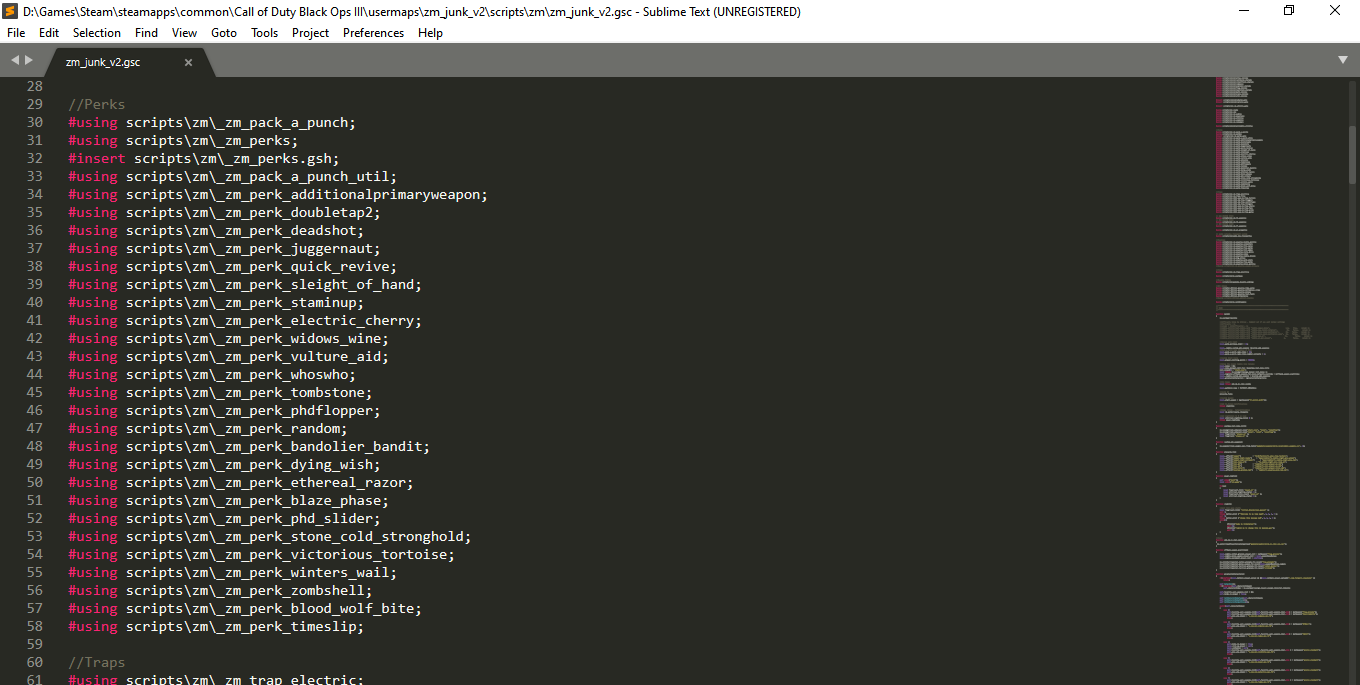 D:\Games\Steam\steamapps\common\Call of Duty Black Ops III\usermaps\zm_junk_v2\scripts\zm\zm_junk_v2.gsc - Sublime Text (UNREGISTERED)
File Edit Selection Find View Goto Tools Project Preferences Help
zm_junk_v2.gsc
28
29 //Perks
30 #using scripts\zm\_zm_pack_a_punch;
31 #using scripts\zm\_zm_perks;
32 #insert scripts\zm\_zm_perks.gsh;
33 #using scripts\zm\_zm_pack_a_punch_util;
34 #using scripts\zm\_zm_perk_additionalprimaryweapon;
35 #using scripts\zm\_zm_perk_doubletap2;
36 #using scripts\zm\_zm_perk_deadshot;
37 #using scripts\zm\_zm_perk_juggernaut;
38 #using scripts\zm\_zm_perk_quick_revive;
39 #using scripts\zm\_zm_perk_sleight_of_hand;
40 #using scripts\zm\_zm_perk_staminup;
41 #using scripts\zm\_zm_perk_electric_cherry;
42 #using scripts\zm\_zm_perk_widows_wine;
43 #using scripts\zm\_zm_perk_vulture_aid;
44 #using scripts\zm\_zm_perk_whoswho;
45 #using scripts\zm\_zm_perk_tombstone;
46 #using scripts\zm\_zm_perk_phdflopper;
47 #using scripts\zm\_zm_perk_random;
48 #using scripts\zm\_zm_perk_bandolier_bandit;
49 #using scripts\zm\_zm_perk_dying_wish;
50 #using scripts\zm\_zm_perk_ethereal_razor;
51 #using scripts\zm\_zm_perk_blaze_phase;
52 #using scripts\zm\_zm_perk_phd_slider;
53 #using scripts\zm\_zm_perk_stone_cold_stronghold;
54 #using scripts\zm\_zm_perk_victorious_tortoise;
55 #using scripts\zm\_zm_perk_winters_wail;
56 #using scripts\zm\_zm_perk_zombshell;
57 #using scripts\zm\_zm_perk_blood_wolf_bite;
58 #using scripts\zm\_zm_perk_timeslip;
59
60 //Traps
61 #using scripts\zm\_zm_trap_electric;